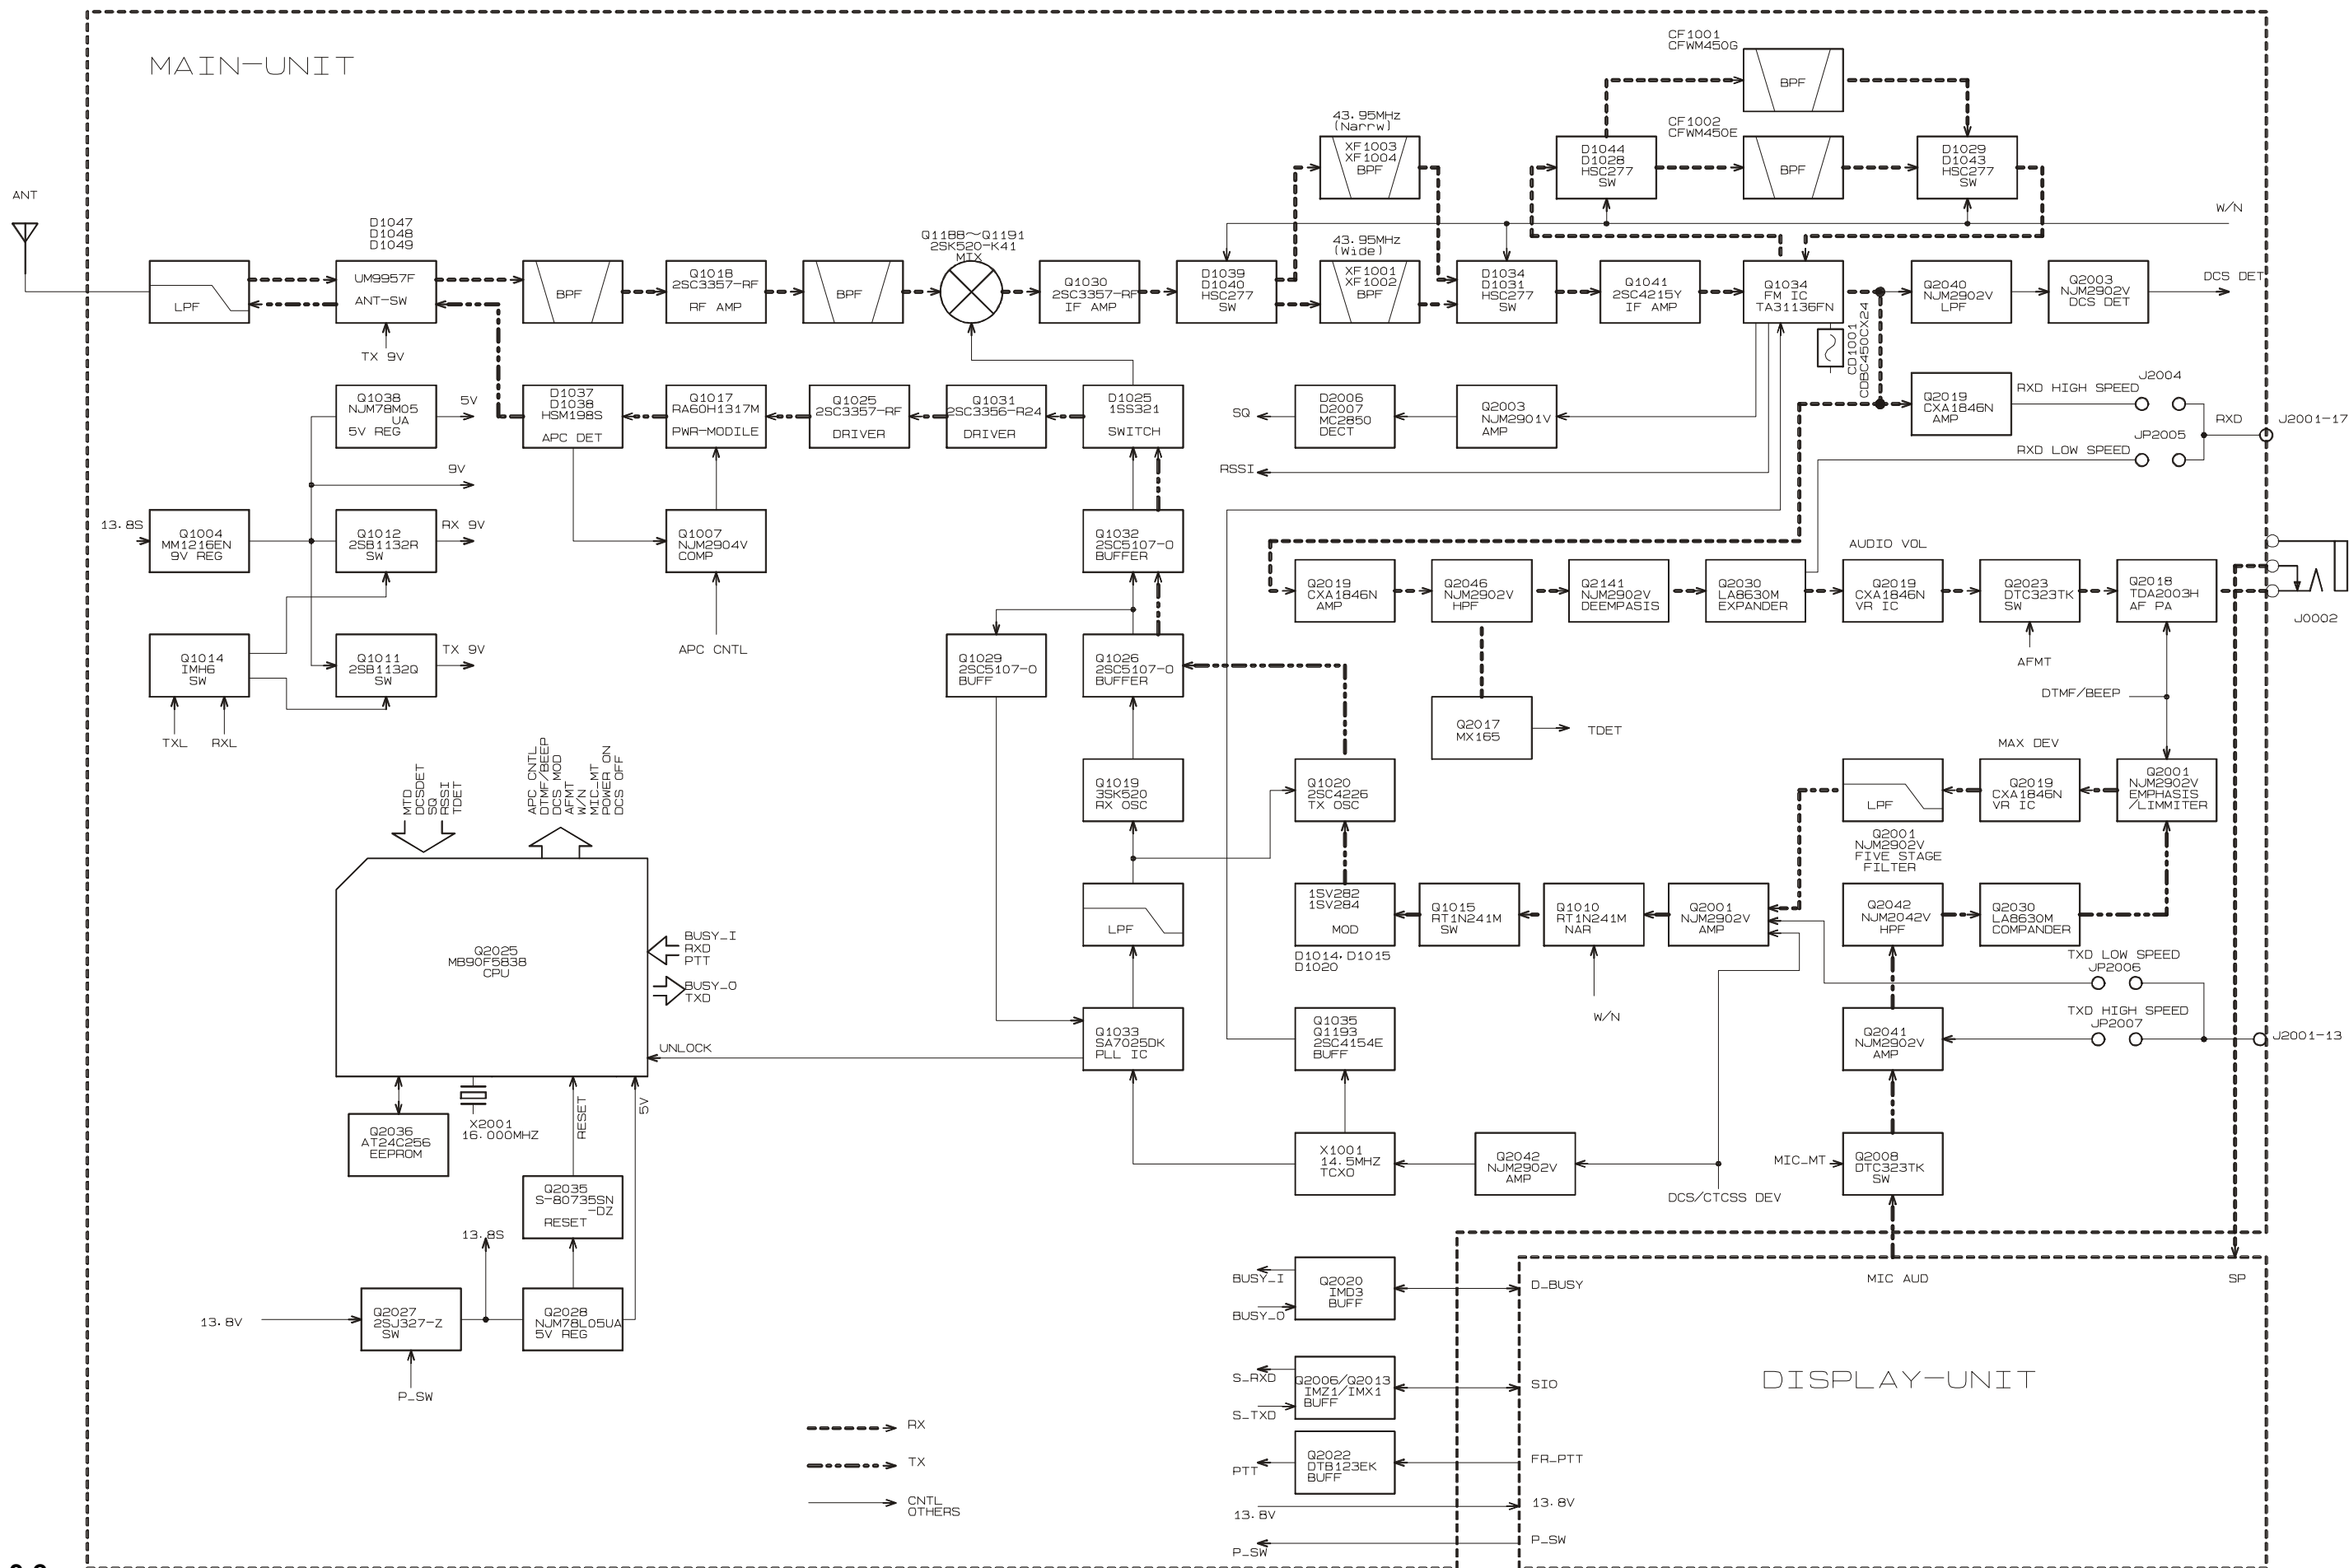 MAIN-UNIT
CF1001
CFWM450G
BPF
CF1002
CFWM450E
BPF
43.95MHz
(Narrw)
XF1003
XF1004
BPF
D1044
D1028
HSC277
SW
D1029
D1043
HSC277
SW
W/N
ANT
LPF
D1047
D1048
D1049
UM9957F
ANT-SW
TX 9V
BPF
Q1018
2SC3357-RF
RF AMP
BPF
Q1188~Q1191
2SK520-K41
MIX
Q1030
2SC3357-RF
IF AMP
D1039
D1040
HSC277
SW
43.95MHz
(Wide)
XF1001
XF1002
BPF
D1034
D1031
HSC277
SW
Q1041
2SC4215Y
IF AMP
Q1034
FM IC
TA31136FN
CD1001
CDBC450CX24
Q2040
NJM2902V
LPF
Q2003
NJM2902V
DCS DET
DCS DET
Q1038
NJM78M05
UA
5V REG
5V
9V
D1037
D1038
HSM198S
APC DET
Q1017
RA60H1317M
PWR-MODILE
Q1025
2SC3357-RF
DRIVER
Q1031
2SC3356-R24
DRIVER
D1025
1SS321
SWITCH
SQ
D2006
D2007
MC2850
DECT
Q2003
NJM2901V
AMP
RSSI
Q2019
CXA1846N
AMP
RXD HIGH SPEED
J2004
RXD
J2001-17
JP2005
RXD LOW SPEED
13.8S
Q1004
MM1216EN
9V REG
Q1012
2SB1132R
SW
RX 9V
Q1007
NJM2904V
COMP
APC CNTL
Q1032
2SC5107-O
BUFFER
AUDIO VOL
Q2019
CXA1846N
AMP
Q2046
NJM2902V
HPF
Q2141
NJM2902V
DEEMPASIS
Q2030
LA8630M
EXPANDER
Q2019
CXA1846N
VR IC
Q2023
DTC323TK
SW
AFMT
Q2018
TDA2003H
AF PA
J0002
Q1014
IMH6
SW
TXL
RXL
Q1011
2SB1132Q
SW
TX 9V
Q1029
2SC5107-O
BUFF
Q1026
2SC5107-O
BUFFER
Q2017
MX165
TDET
DTMF/BEEP
MTD
DCSDET
SQ
RSSI
TDET
APC CNTL
DTMF/BEEP
DCS MOD
AFMT
W/N
MIC_MT
POWER ON
DCS OFF
Q1019
3SK520
RX OSC
Q1020
2SC4226
TX OSC
LPF
Q2001
NJM2902V
FIVE STAGE
FILTER
MAX DEV
Q2019
CXA1846N
VR IC
Q2001
NJM2902V
EMPHASIS
/LIMMITER
Q2025
MB90F5838
CPU
BUSY_I
RXD
PTT
BUSY_O
TXD
UNLOCK
LPF
1SV282
1SV284
MOD
D1014,D1015
D1020
Q1015
RT1N241M
SW
Q1010
RT1N241M
NAR
W/N
Q2001
NJM2902V
AMP
Q2042
NJM2042V
HPF
Q2030
LA8630M
COMPANDER
TXD LOW SPEED
JP2006
TXD HIGH SPEED
JP2007
J2001-13
Q1033
SA7025DK
PLL IC
Q1035
Q1193
2SC4154E
BUFF
Q2041
NJM2902V
AMP
Q2036
AT24C256
EEPROM
X2001
16.000MHZ
RESET
5V
X1001
14.5MHZ
TCXO
Q2042
NJM2902V
AMP
DCS/CTCSS DEV
MIC_MT
Q2008
DTC323TK
SW
Q2035
S-80735SN
-DZ
RESET
13.8S
13.8V
Q2027
2SJ327-Z
SW
P_SW
Q2028
NJM78L05UA
5V REG
BUSY_I
BUSY_O
Q2020
IMD3
BUFF
D_BUSY
MIC AUD
SP
S_RXD
S_TXD
Q2006/Q2013
IMZ1/IMX1
BUFF
SIO
DISPLAY-UNIT
PTT
Q2022
DTB123EK
BUFF
FR_PTT
13.8V
13.8V
P_SW
P_SW
RX
TX
CNTL
OTHERS